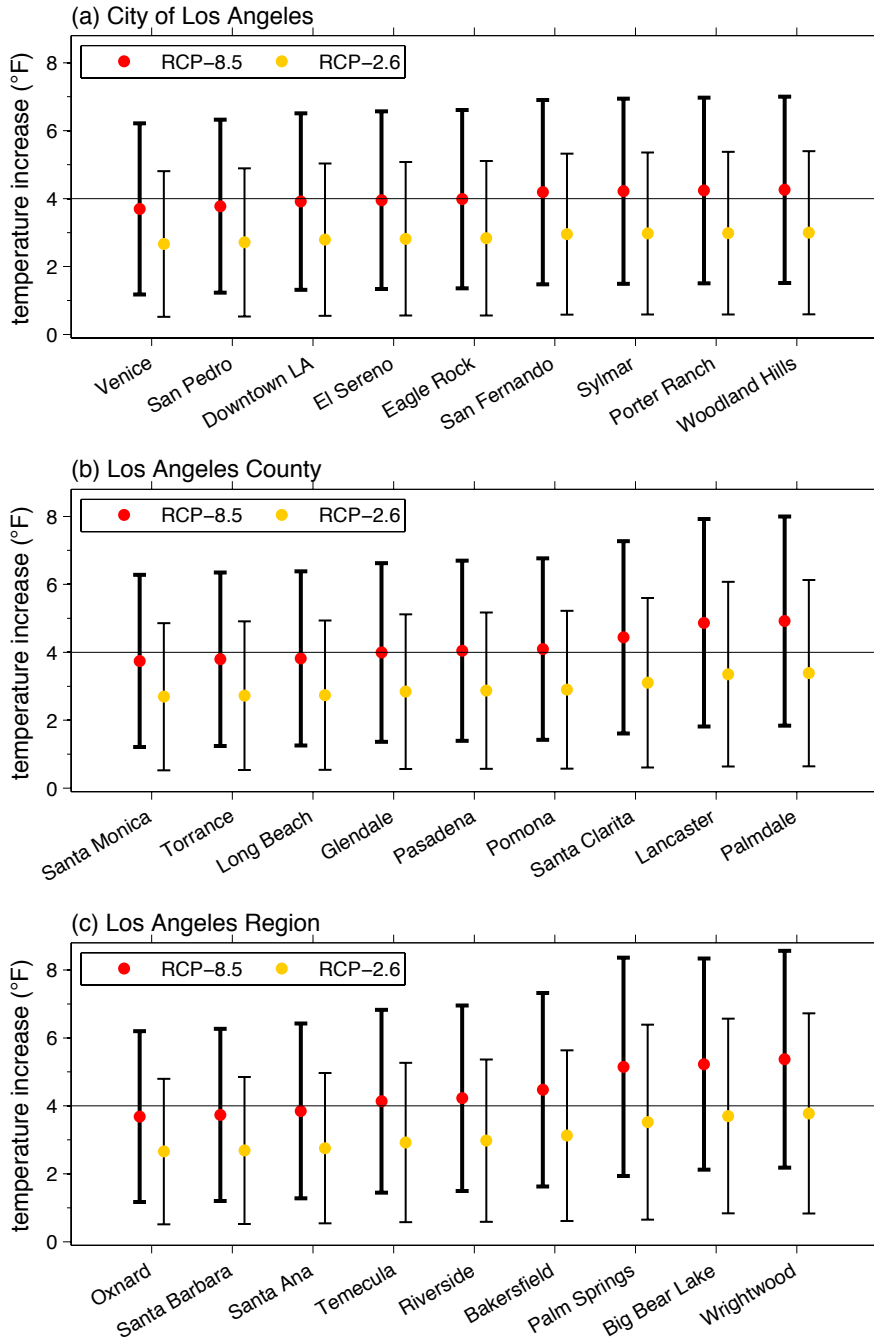 (a) City of Los Angeles
RCP−8.5 RCP−2.6
temperature increase (°F)
8
6
4
2
0
Venice
San Pedro
Downtown LA
El Sereno
Eagle Rock
San Fernando
Sylmar
Porter Ranch
Woodland Hills
(b) Los Angeles County
RCP−8.5 RCP−2.6
temperature increase (°F)
8
6
4
2
0
Santa Monica
Torrance
Long Beach
Glendale
Pasadena
Pomona
Santa Clarita
Lancaster
Palmdale
(c) Los Angeles Region
RCP−8.5 RCP−2.6
temperature increase (°F)
8
6
4
2
0
Oxnard
Santa Barbara
Santa Ana
Temecula
Riverside
Bakersfield
Palm Springs
Big Bear Lake
Wrightwood